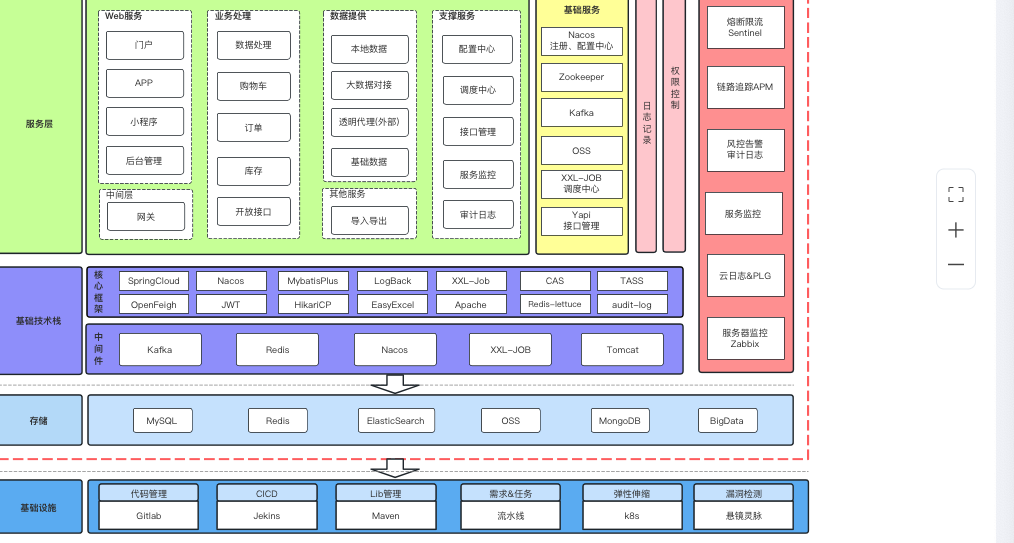 服务层
Web服务
门户
APP
小程序
后台管理
中间层
网关
业务处理
数据处理
购物车
订单
库存
开放接口
数据提供
本地数据
大数据对接
透明代理(外部)
基础数据
其他服务
导入导出
支撑服务
配置中心
调度中心
接口管理
服务监控
审计日志
基础服务
Nacos
注册、配置中心
Zookeeper
Kafka
OSS
XXL-JOB
调度中心
Yapi
接口管理
日志记录
权限控制
熔断限流
Sentinel
链路追踪APM
风控告警
审计日志
服务监控
云日志&PLG
服务器监控
Zabbix
基础技术栈
核心框架
SpringCloud
Nacos
MybatisPlus
LogBack
XXL-Job
CAS
TASS
OpenFeigh
JWT
HikariCP
EasyExcel
Apache
Redis-lettuce
audit-log
中间件
Kafka
Redis
Nacos
XXL-JOB
Tomcat
存储
MySQL
Redis
ElasticSearch
OSS
MongoDB
BigData
基础设施
代码管理
Gitlab
CICD
Jekins
Lib管理
Maven
需求&任务
流水线
弹性伸缩
k8s
漏洞检测
悬镜灵脉